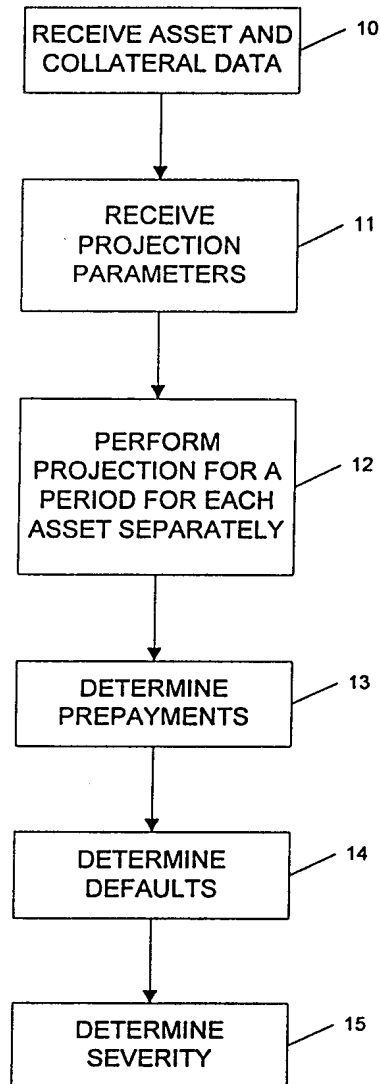 RECEIVE ASSET AND
COLLATERAL DATA
10
RECEIVE
PROJECTION
PARAMETERS
11
PERFORM
PROJECTION FOR A
PERIOD FOR EACH
ASSET SEPARATELY
12
DETERMINE
PREPAYMENTS
13
DETERMINE
DEFAULTS
14
DETERMINE
SEVERITY
15